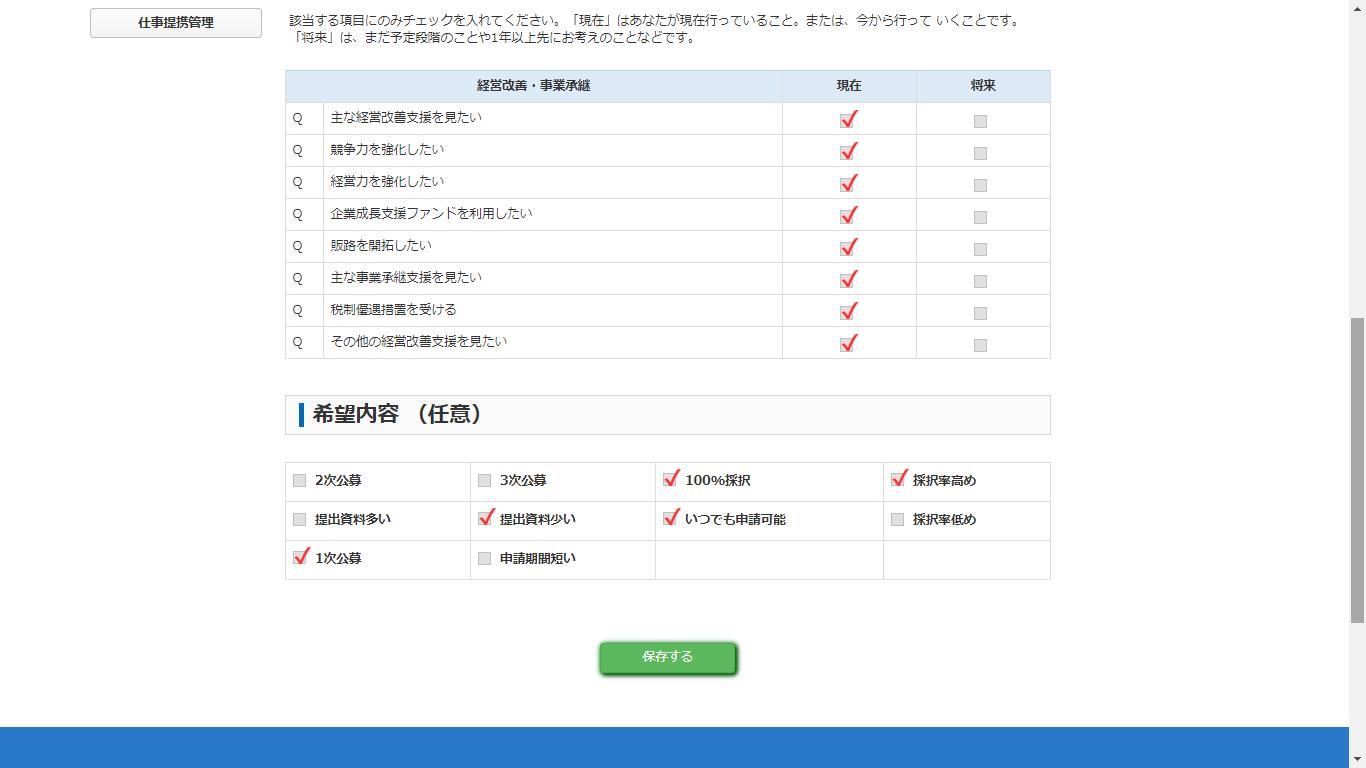 仕事提携管理
該当する項目にのみチェックを入れてください。「現在」はあなたが現在行っていること。または、今から行って いくことです。
「将来」は、まだ予定段階のことや1年以上先にお考えのことなどです。
経営改善・事業承継 現在 将来
Q 主な経営改善支援を見たい
Q 競争力を強化したい
Q 経営力を強化したい
Q 企業成長支援ファンドを利用したい
Q 販路を開拓したい
Q 主な事業承継支援を見たい
Q 税制優遇措置を受ける
Q その他の経営改善支援を見たい
希望内容 （任意）
2次公募 3次公募 100%採択 採択率高め
提出資料多い 提出資料少い いつでも申請可能 採択率低め
1次公募 申請期間短い
保存する